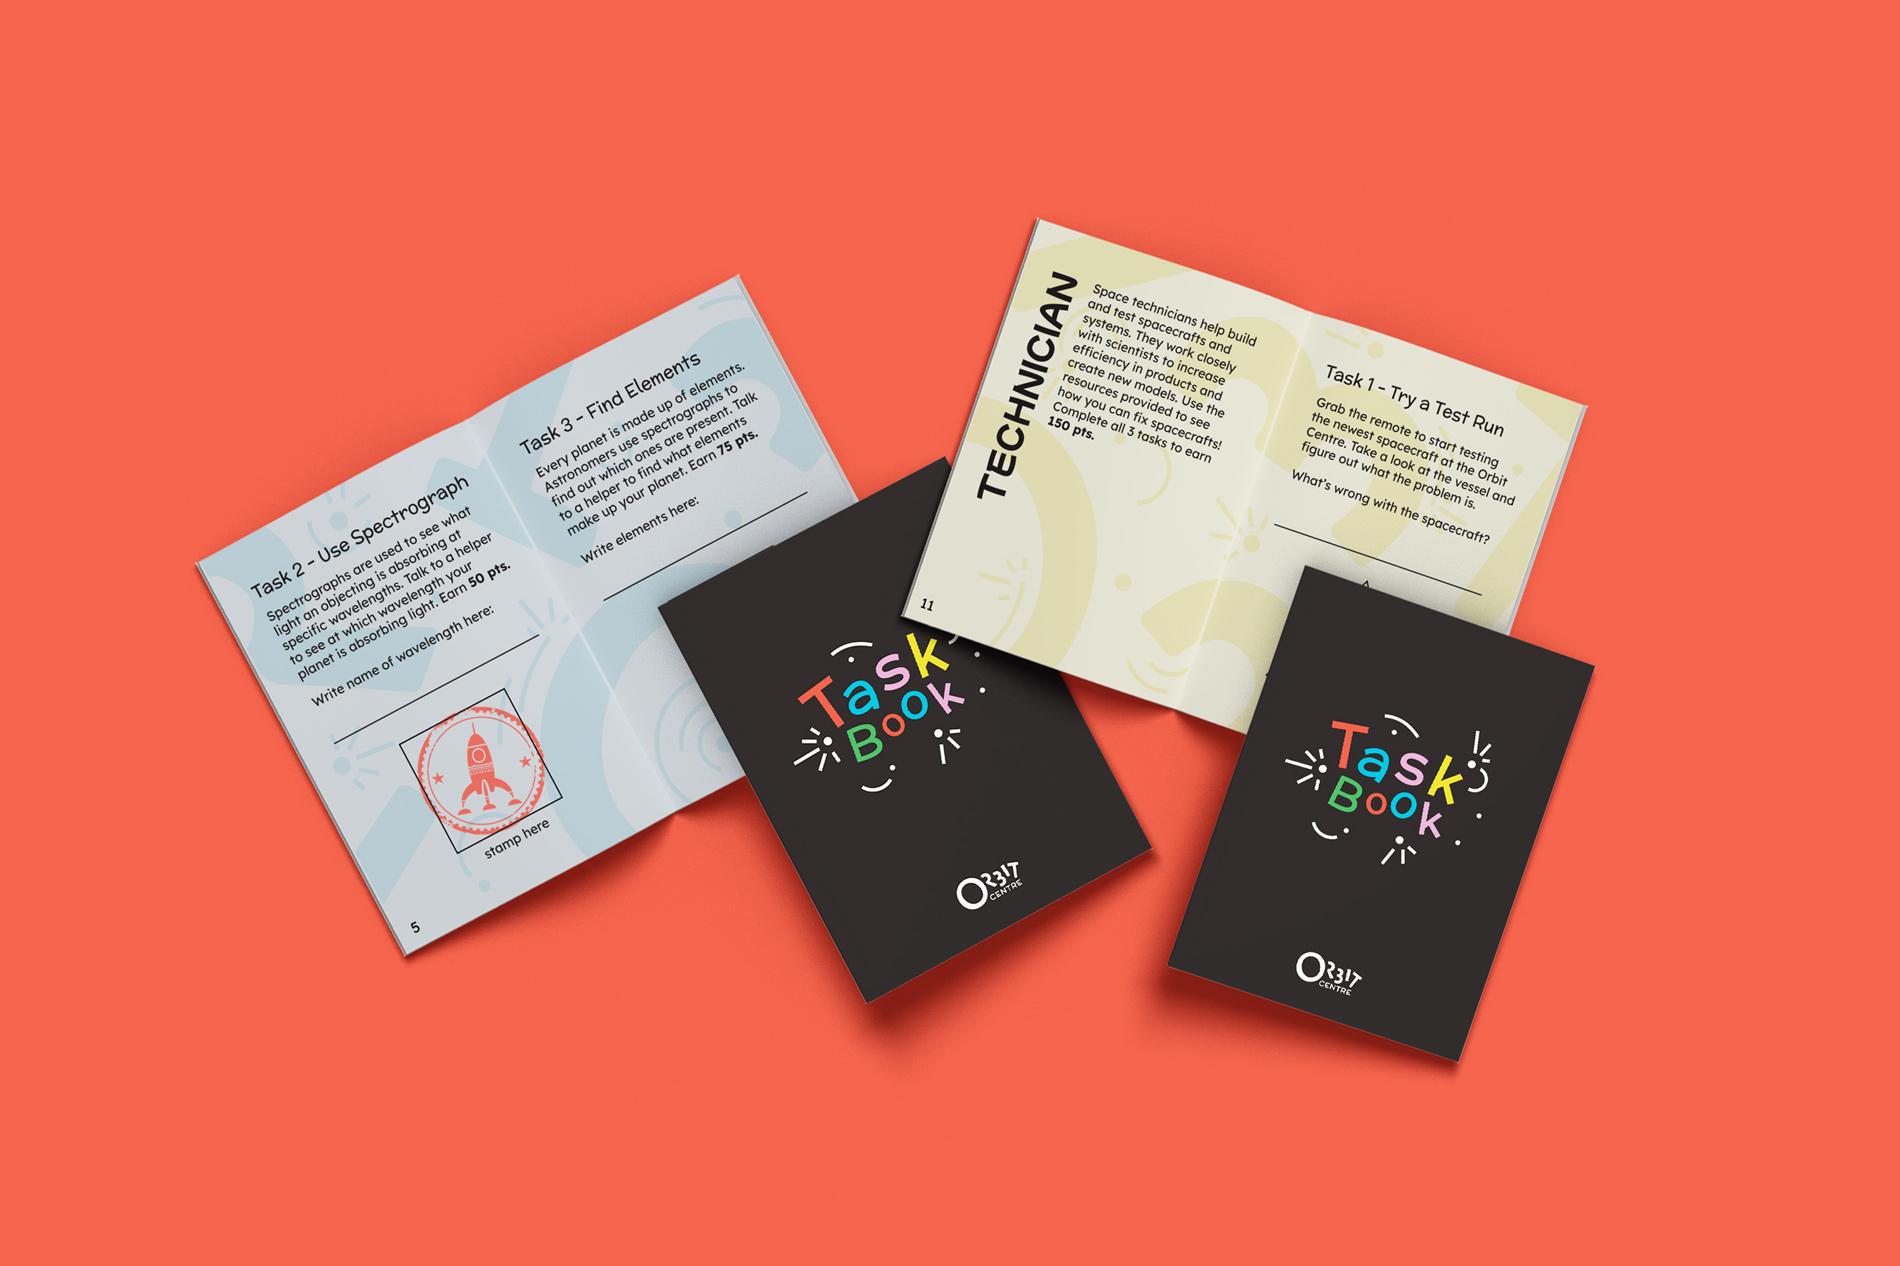 Task 2 - Use Spectrograph
Spectrographs are used to see what
light an objecting is absorbing at
specific wavelengths. Talk to a helper
to see at which wavelength your
planet is absorbing light. Earn 50 pts.
Write name of wavelength here:
stamp here
5
Task 3 - Find Elements
Every planet is made up of elements.
Astronomers use spectrographs to
find out which ones are present. Talk
to a helper to find what elements
make up your planet. Earn 75 pts.
Write elements here:
Task
Book
ORBIT
CENTRE
TECHNICIAN
Space technicians help build
and test spacecrafts and
systems. They work closely
with scientists to increase
efficiency in products and
create new models. Use the
resources provided to see
how you can fix spacecrafts!
Complete all 3 tasks to earn
150 pts.
11
Task 1 - Try a Test Run
Grab the remote to start testing
the newest spacecraft at the Orbit
Centre. Take a look at the vessel and
figure out what the problem is.
What's wrong with the spacecraft?
Task
Book
ORBIT
CENTRE